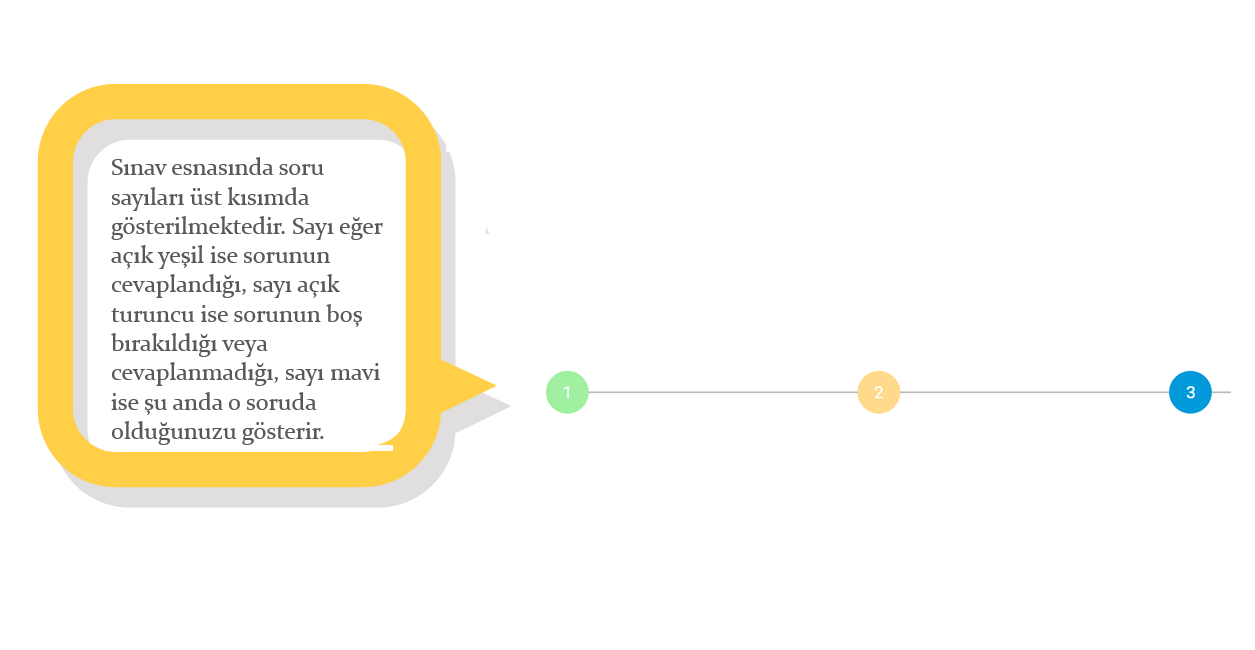 Sınav esnasında soru
sayıları üst kısımda
gösterilmektedir. Sayı eğer
açık yeşil ise sorunun
cevaplandığı, sayı açık
turuncu ise sorunun boş
bırakıldığı veya
cevaplanmadığı, sayı mavi
ise şu anda o soruda
olduğunuzu gösterir.
1 2 3